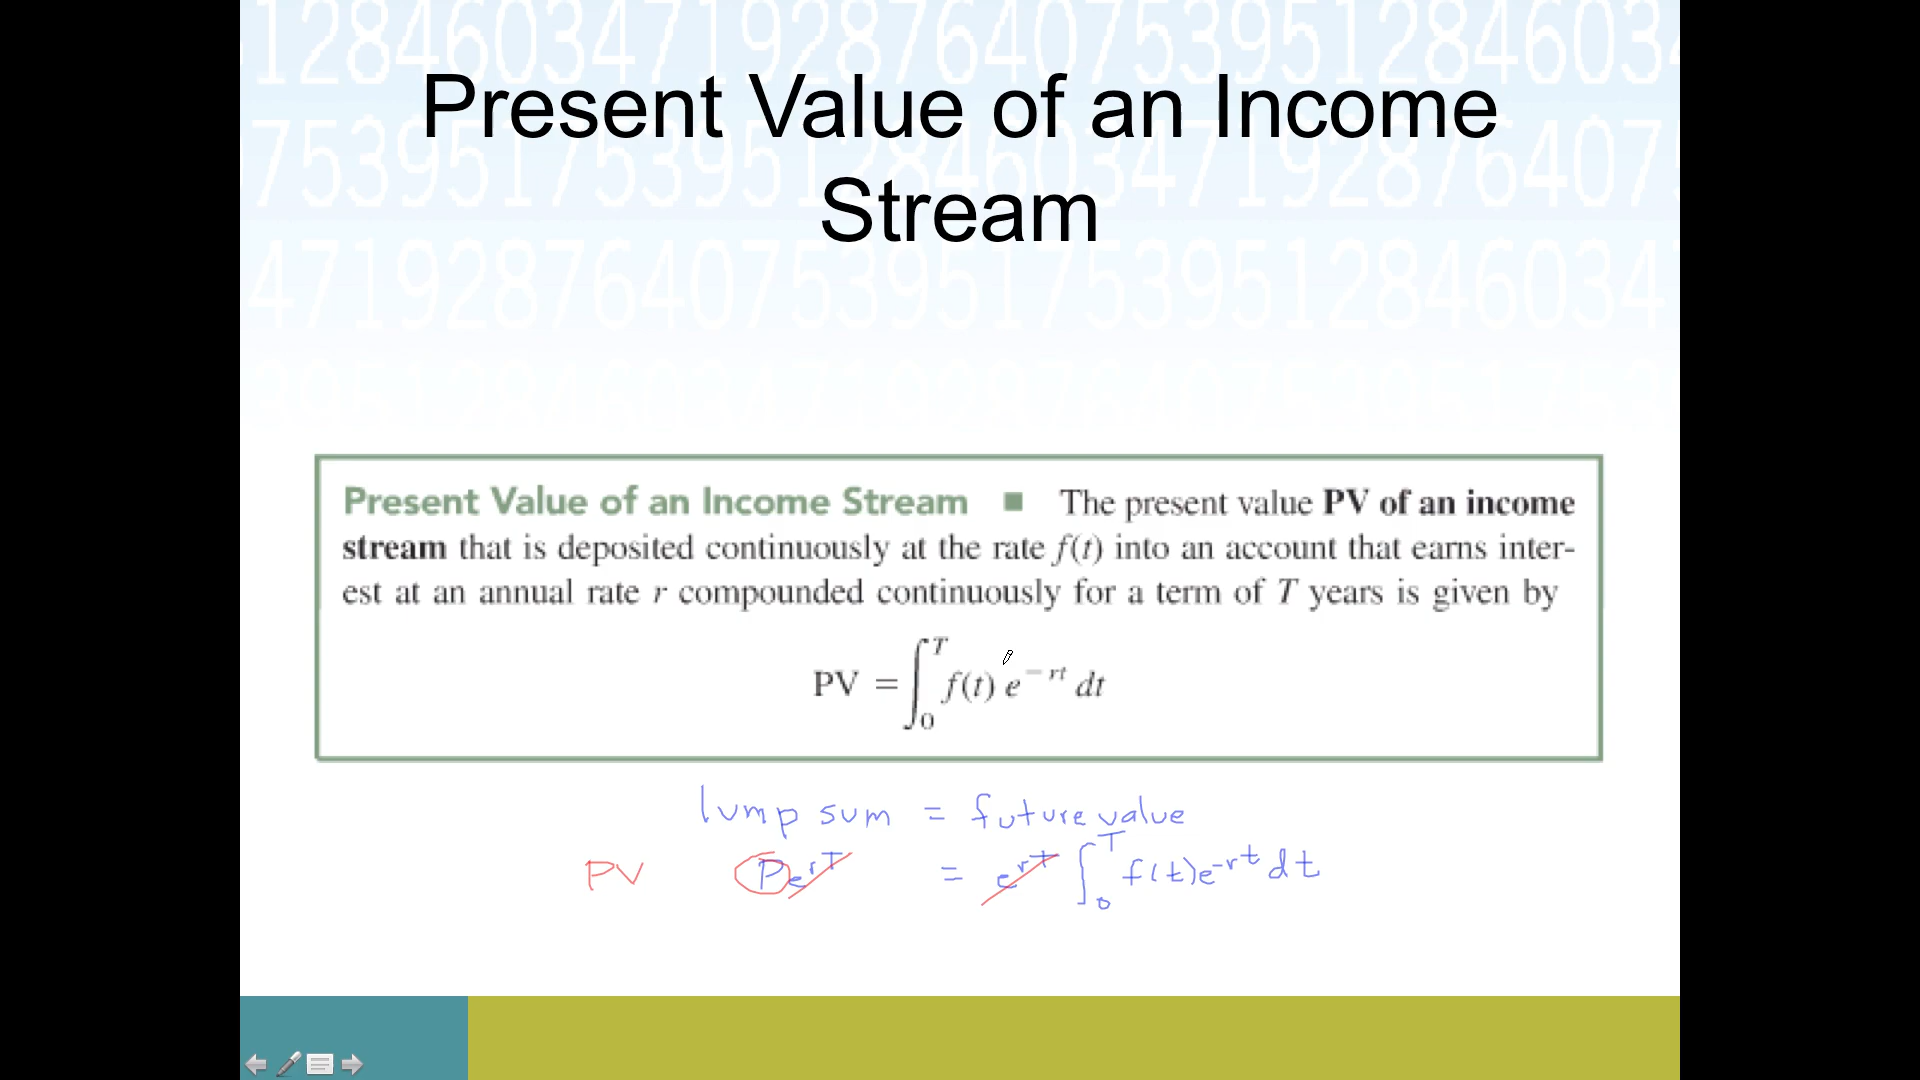 Present Value of an Income
Stream
Present Value of an Income Stream ■ The present value PV of an income
stream that is deposited continuously at the rate f(t) into an account that earns inter-
est at an annual rate r compounded continuously for a term of T years is given by
PV = ∫₀ᵀ f(t) e^{-rt} dt
lump sum = future value
PV Pe^{rT} = e^{rT} ∫₀ᵀ f(t)e^{-rt}dt